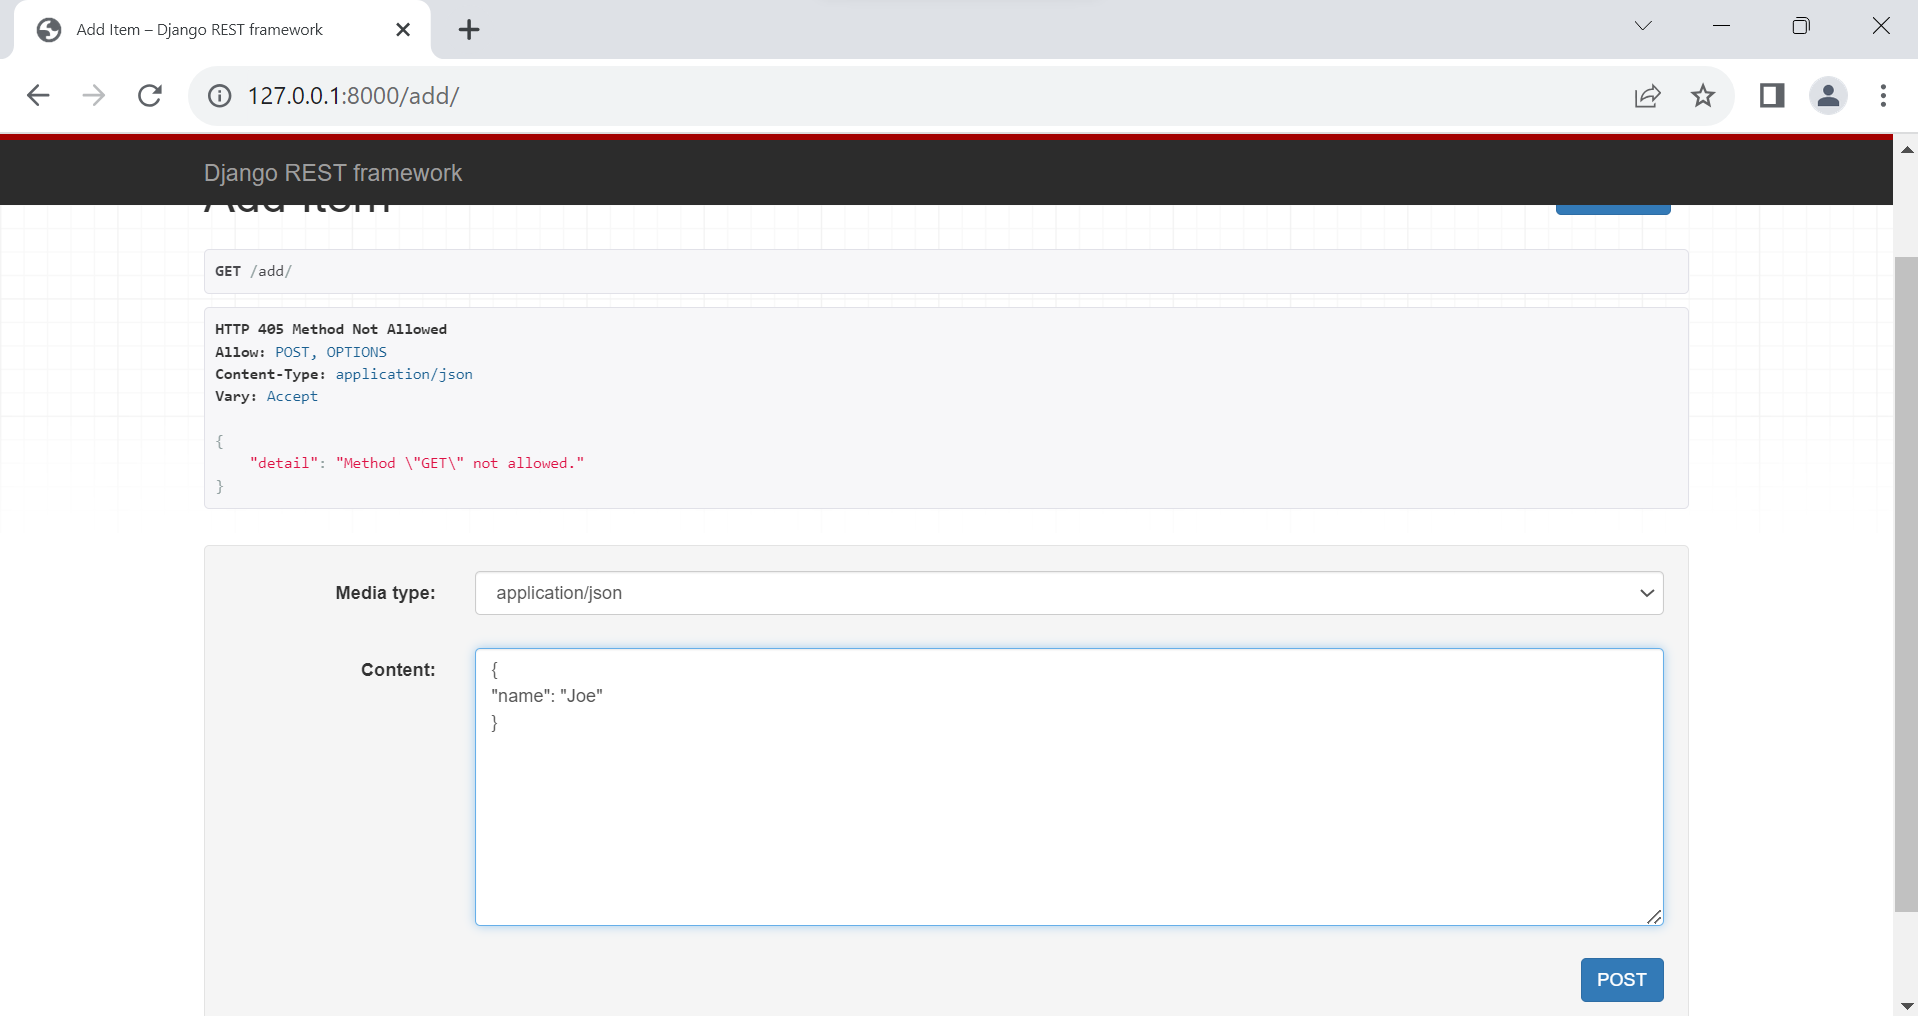 Add Item – Django REST framework
127.0.0.1:8000/add/
Django REST framework
Add Item
GET /add/
HTTP 405 Method Not Allowed
Allow: POST, OPTIONS
Content-Type: application/json
Vary: Accept
{
"detail": "Method \"GET\" not allowed."
}
Media type: application/json
Content: {
"name": "Joe"
}
POST